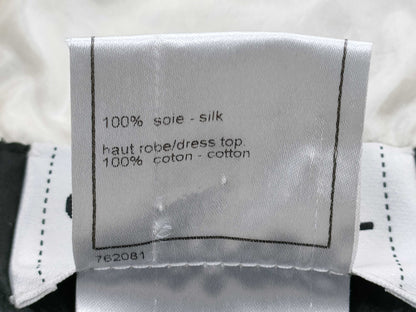 100% soie - silk
haut robe/dress top.
100% coton - cotton
762081